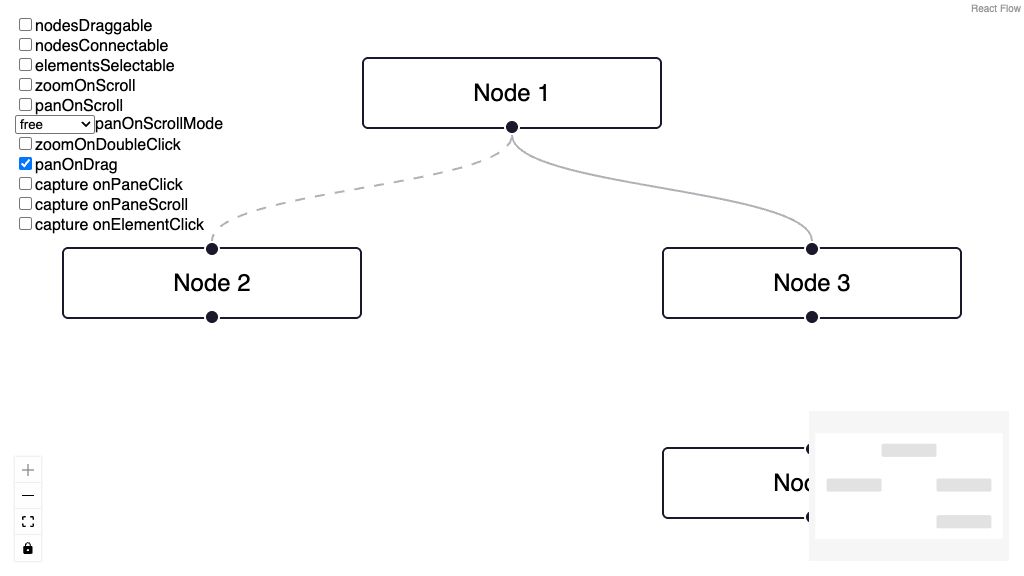 React Flow
nodesDraggable
nodesConnectable
elementsSelectable
zoomOnScroll
panOnScroll
free panOnScrollMode
zoomOnDoubleClick
panOnDrag
capture onPaneClick
capture onPaneScroll
capture onElementClick
Node 1
Node 2
Node 3